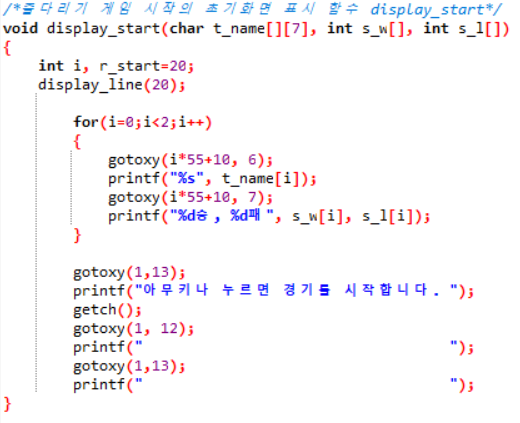 /*줄다리기 게임 시작의 초기화면 표시 함수 display_start*/
void display_start(char t_name[][7], int s_w[], int s_l[])
{
    int i, r_start=20;
    display_line(20);

        for(i=0;i<2;i++)
        {
            gotoxy(i*55+10, 6);
            printf("%s", t_name[i]);
            gotoxy(i*55+10, 7);
            printf("%d승, %d패", s_w[i], s_l[i]);
        }

        gotoxy(1,13);
        printf("아무키나 누르면 경기를 시작합니다.");
        getch();
        gotoxy(1, 12);
        printf("                                   ");
        gotoxy(1,13);
        printf("                                   ");
}